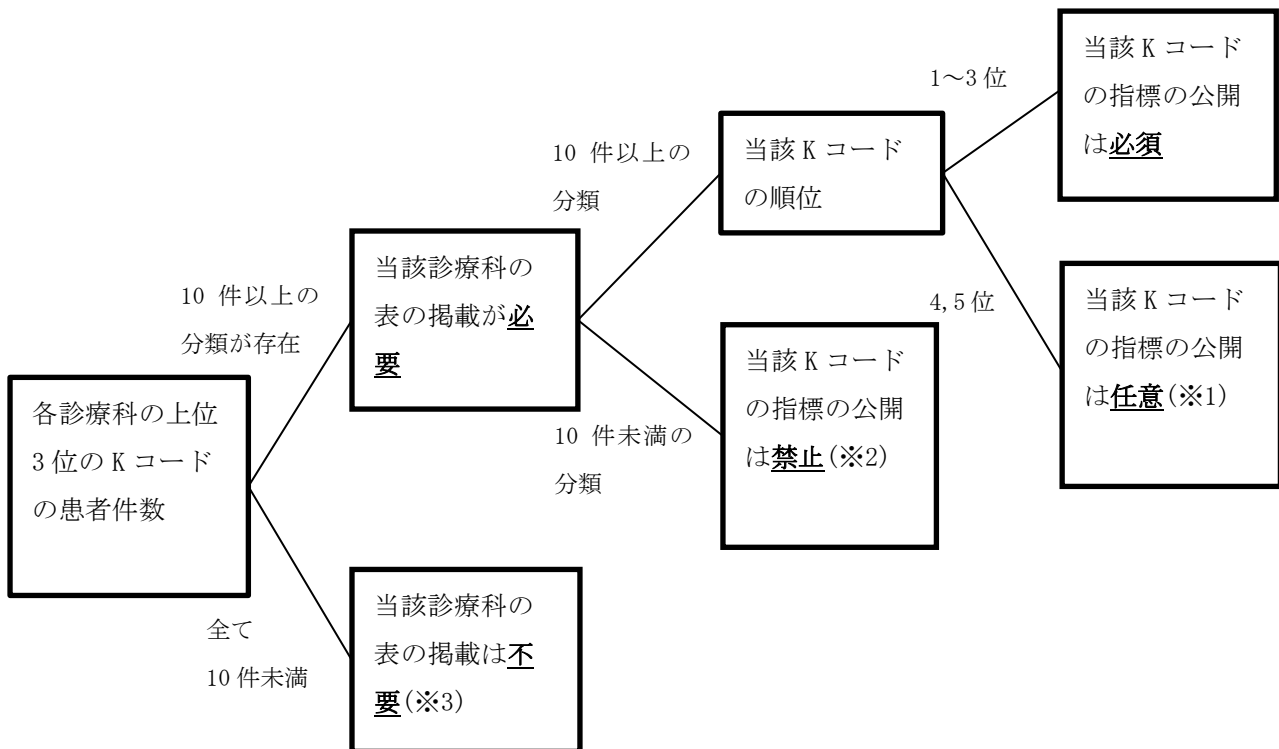 各診療科の上位
3位のKコード
の患者件数
10 件以上の
分類が存在
全て
10件未満
当該診療科の
表の掲載が必
要
当該診療科の
表の掲載は不
要(※3)
10 件以上の
分類
10 件未満の
分類
当該Kコード
の順位
当該Kコード
の指標の公開
は禁止(※2)
1～3位
4,5位
当該Kコード
の指標の公開
は必須
当該Kコード
の指標の公開
は任意(※1)